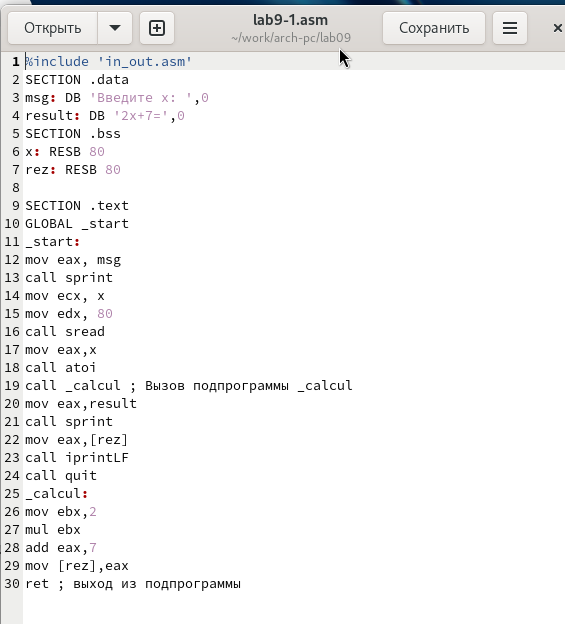 Открыть
lab9-1.asm
~/work/arch-pc/lab09
Сохранить
1 %include 'in_out.asm'
2 SECTION .data
3 msg: DB 'Введите x: ',0
4 result: DB '2x+7=',0
5 SECTION .bss
6 x: RESB 80
7 rez: RESB 80
8
9 SECTION .text
10 GLOBAL _start
11 _start:
12 mov eax, msg
13 call sprint
14 mov ecx, x
15 mov edx, 80
16 call sread
17 mov eax,x
18 call atoi
19 call _calcul ; Вызов подпрограммы _calcul
20 mov eax,result
21 call sprint
22 mov eax,[rez]
23 call iprintLF
24 call quit
25 _calcul:
26 mov ebx,2
27 mul ebx
28 add eax,7
29 mov [rez],eax
30 ret ; выход из подпрограммы